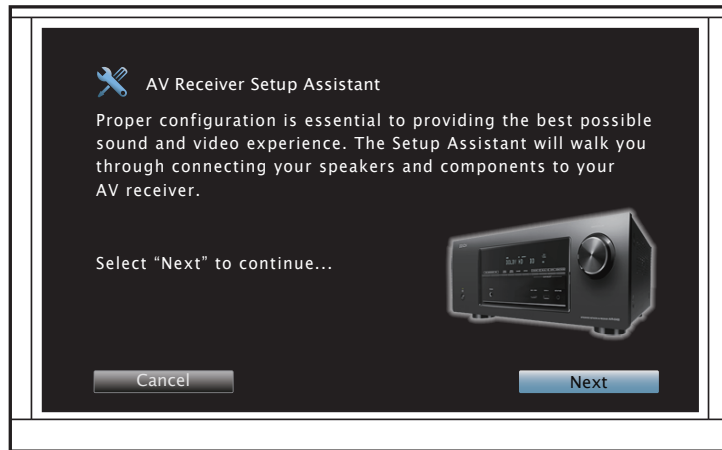 AV Receiver Setup Assistant
Proper configuration is essential to providing the best possible
sound and video experience. The Setup Assistant will walk you
through connecting your speakers and components to your
AV receiver.
Select “Next” to continue...
Cancel
Next